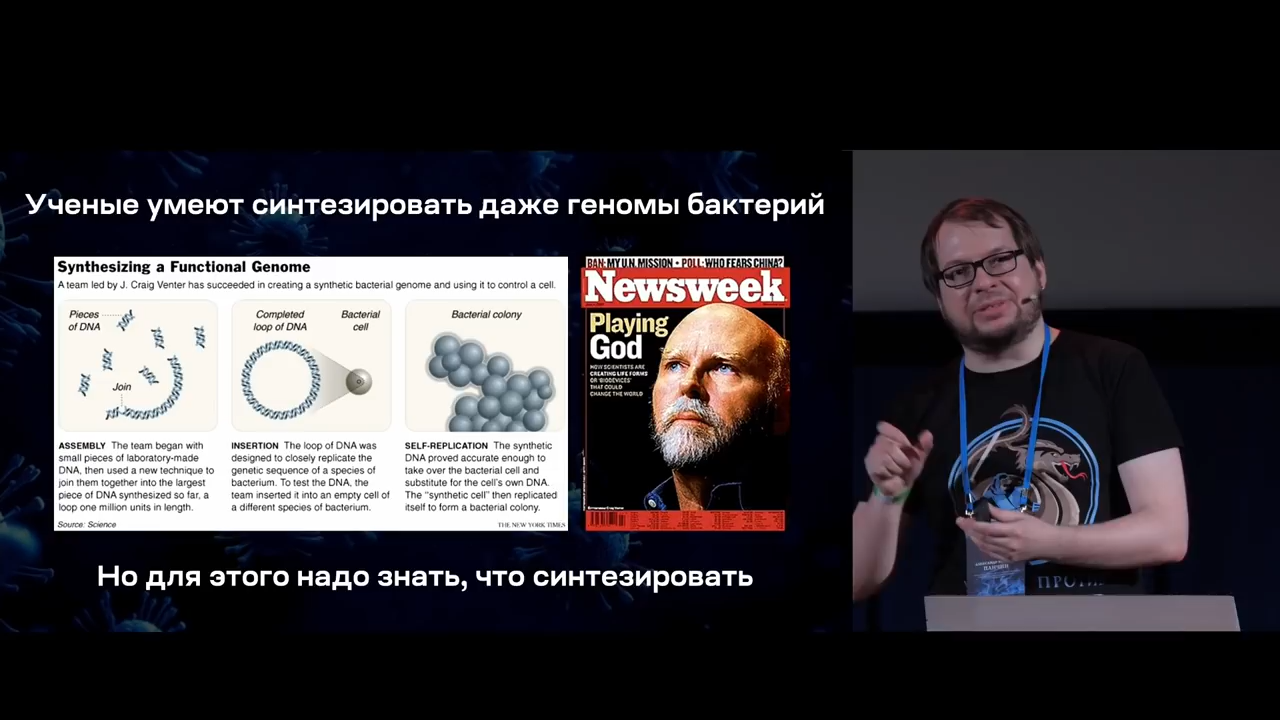 Ученые умеют синтезировать даже геномы бактерий
Synthesizing a Functional Genome
A team led by J. Craig Venter has succeeded in creating a synthetic bacterial genome and using it to control a cell.
Pieces
of DNA
Join
Completed
loop of DNA
Bacterial
cell
Bacterial colony
ASSEMBLY The team began with
small pieces of laboratory-made
DNA, then used a new technique to
join them together into the largest
piece of DNA synthesized so far, a
loop one million units in length.
INSERTION The loop of DNA was
designed to closely replicate the
genetic sequence of a species of
bacterium. To test the DNA, the
team inserted it into an empty cell of
a different species of bacterium.
SELF-REPLICATION The synthetic
DNA proved accurate enough to
take over the bacterial cell and
substitute for the cell's own DNA.
The "synthetic cell" then replicated
itself to form a bacterial colony.
Source: Science
THE NEW YORK TIMES
BAN: MY U.N. MISSION • POLL: WHO FEARS CHINA?
Newsweek
Playing
God
HOW SCIENTISTS ARE
CREATING LIFE FORMS
OR 'BIODEVICES'
THAT COULD
CHANGE THE WORLD
Но для этого надо знать, что синтезировать
АЛЕКСАНДР
ПАНЧИН
ПРОТИ